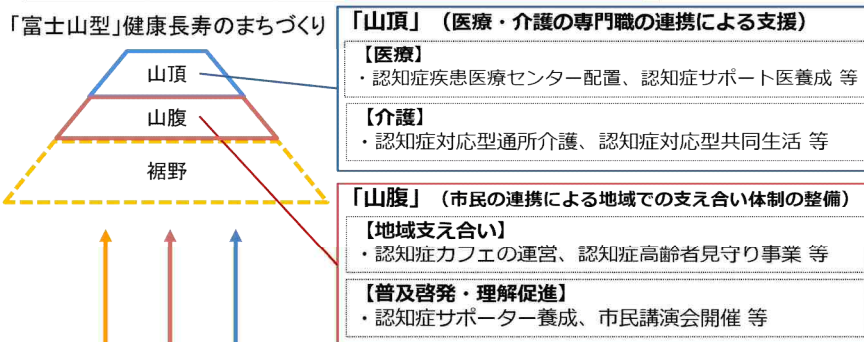 「富士山型」健康長寿のまちづくり
山頂
山腹
裾野
「山頂」（医療・介護の専門職の連携による支援）
【医療】
・認知症疾患医療センター配置、認知症サポート医養成 等
【介護】
・認知症対応型通所介護、認知症対応型共同生活 等
「山腹」（市民の連携による地域での支え合い体制の整備）
【地域支え合い】
・認知症カフェの運営、認知症高齢者見守り事業 等
【普及啓発・理解促進】
・認知症サポーター養成、市民講演会開催 等